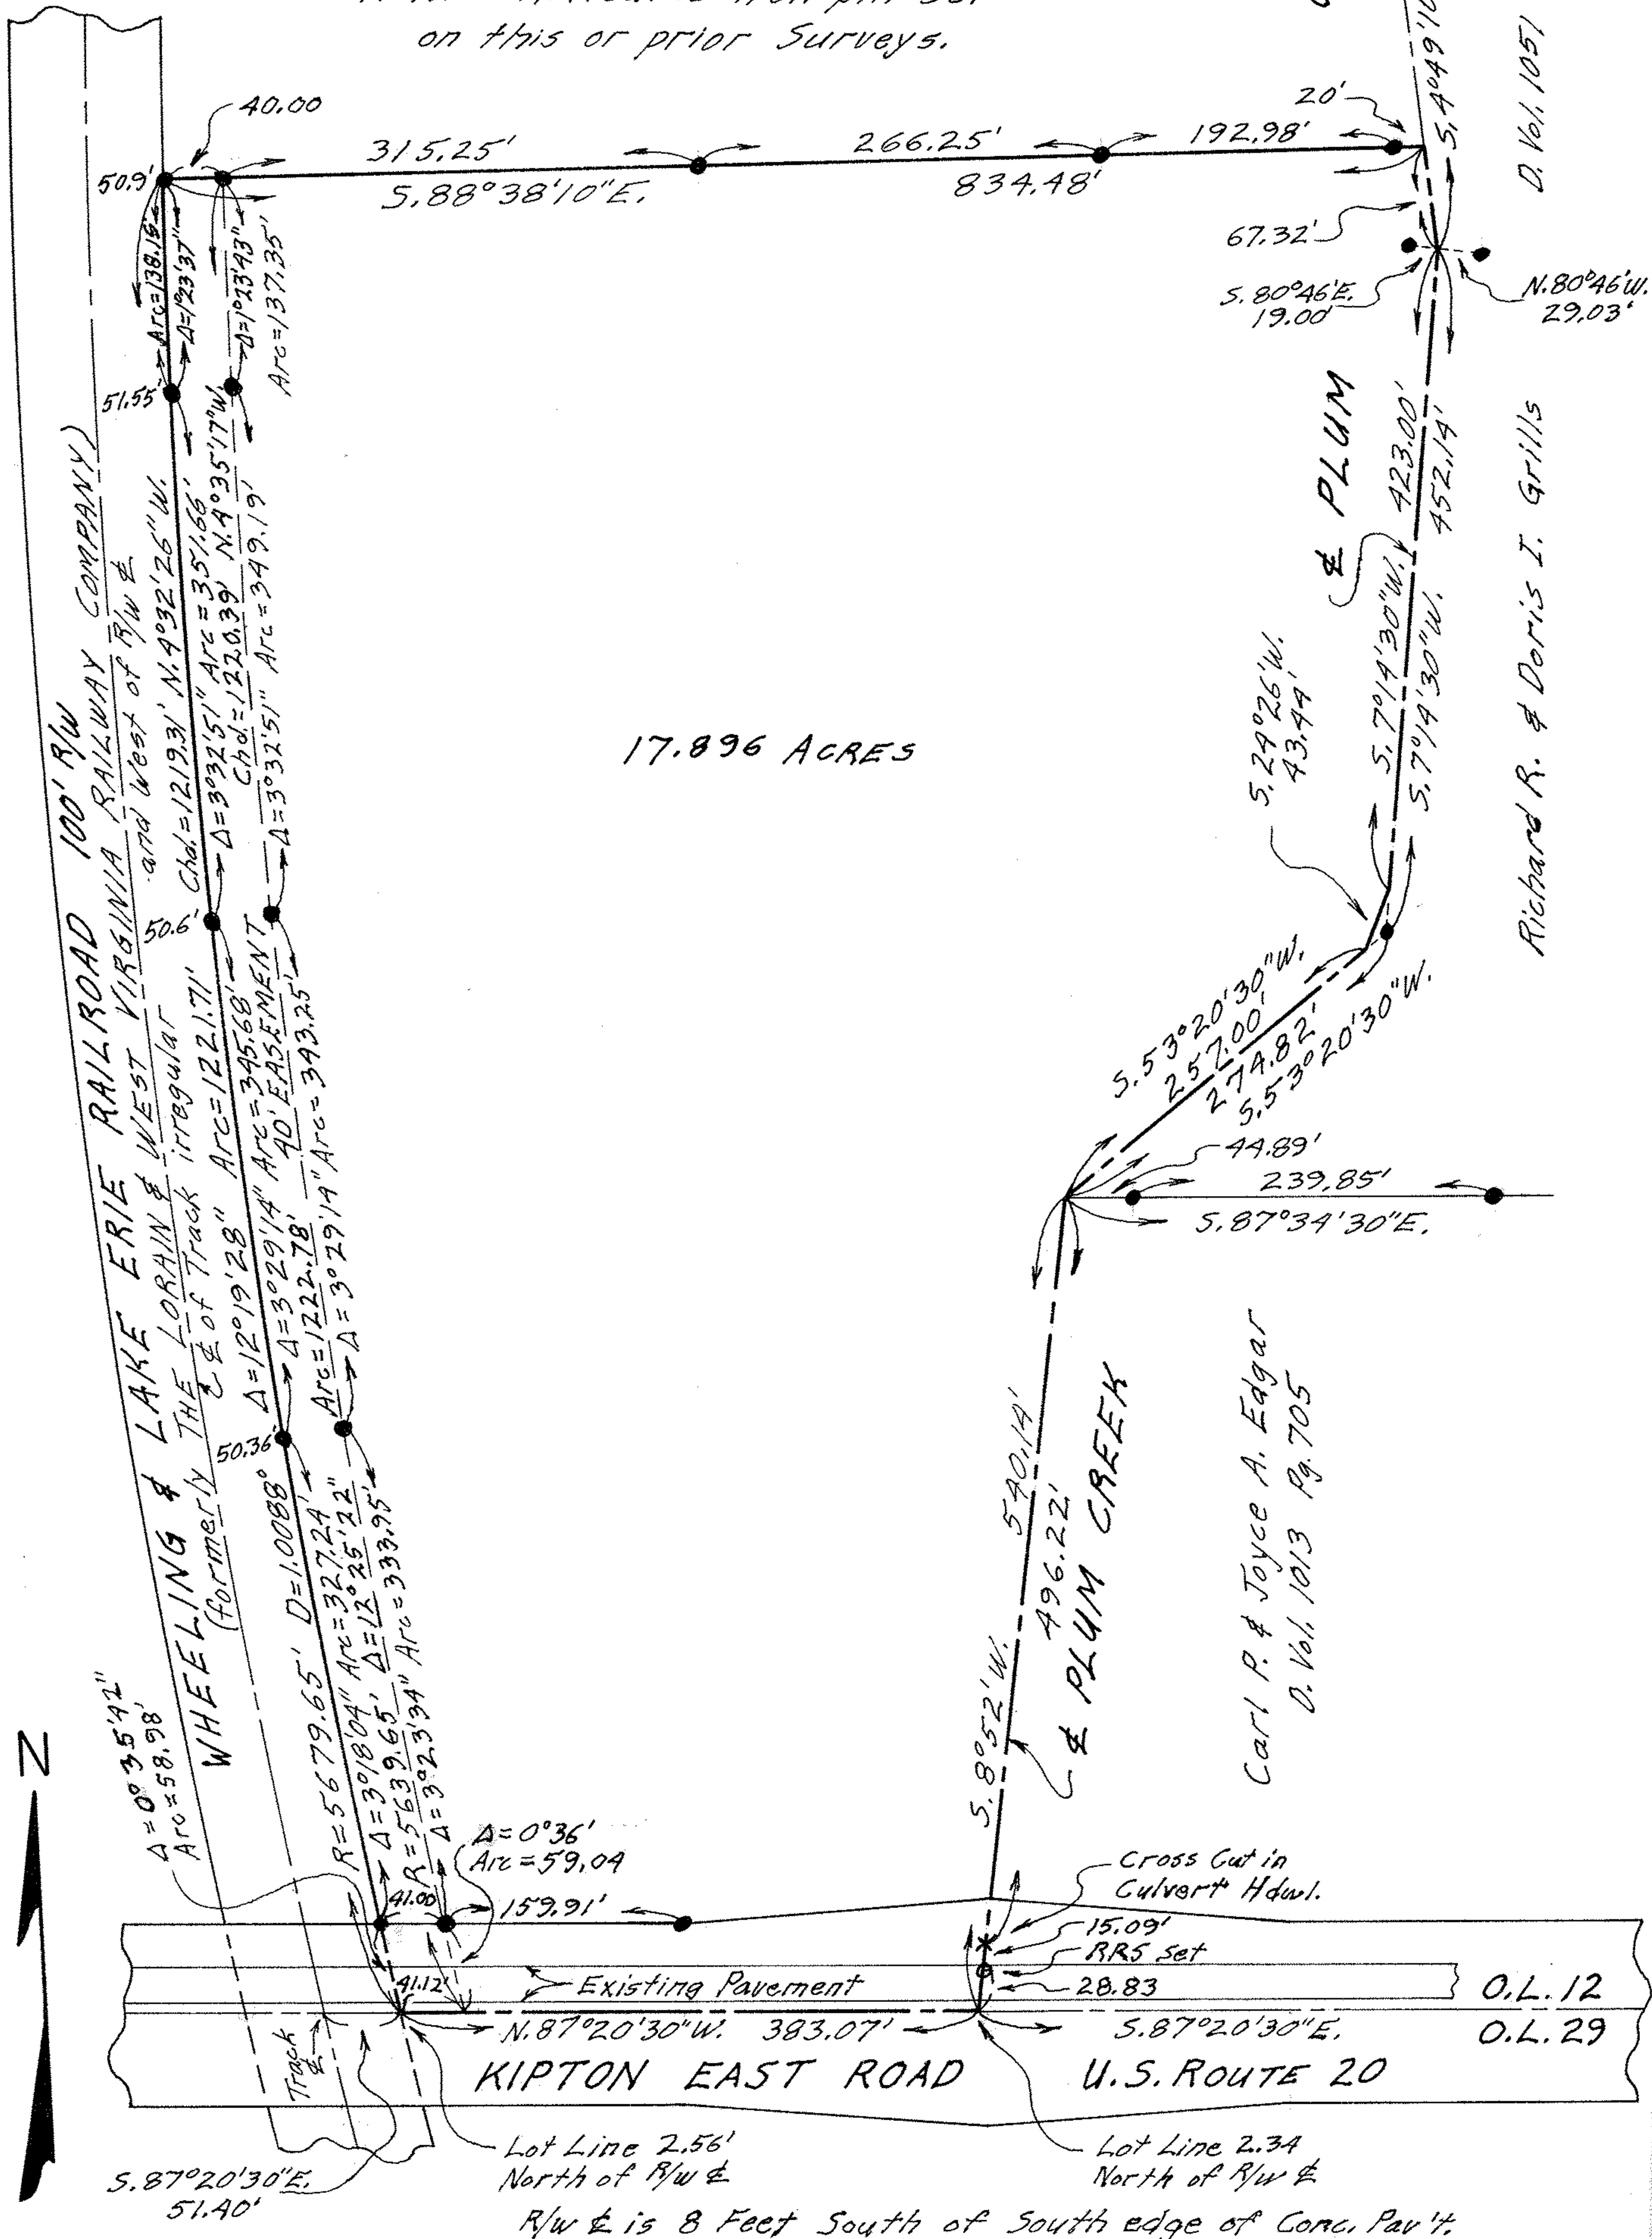 on this or prior Surveys.
40.00
20'
S.4°49'10
D. Vol. 1051
315.25'
266.25'
192.98'
50.9'
S.88°38'10"E.
834.48'
67.32'
S.80°46'E.
19.00
N.80°46'W.
29.03'
Arc=138.15'
Δ=1°23'37"
Δ=1°23'43"
Arc=137.35'
51.55'
¢ PLUM
423.00'
452.14'
S.7°14'30"W.
S.7°14'30"W.
Richard R. & Doris I. Grills
17.896 ACRES
S.24°26'W.
43.44'
WHEELING & LAKE ERIE RAILROAD 100' R/W
(formerly THE LORAIN & WEST VIRGINIA RAILWAY COMPANY)
¢ of Track irregular and West of R/W ¢
Δ=12°19'28" Arc=1221.71' Chd.=1219.31' N.4°32'26"W.
Δ=3°32'51" Arc=351.66'
Chd.=1220.39' N.4°35'17"W.
Δ=3°32'51" Arc=349.19'
50.6'
Δ=3°29'14" Arc=345.68'
Arc=1222.78' 40' EASEMENT
Δ=3°29'14" Arc=343.25'
S.53°20'30"W.
257.00'
274.82'
S.53°20'30"W.
44.89'
239.85'
S.87°34'30"E.
50.36'
R=5679.65' D=1.0088°
Δ=3°18'04" Arc=327.24'
R=5639.65' Δ=12°25'22"
Δ=3°23'34" Arc=333.95'
S.8°52'W. 540.14'
496.22'
¢ PLUM CREEK
Carl P. & Joyce A. Edgar
D. Vol. 1013 Pg. 705
N
Δ=0°35'42"
Arc=58.98'
Δ=0°36'
Arc=59.04
41.00
159.91'
Cross Cut in
Culvert Hdwl.
15.09'
RRS set
28.83
41.12'
Existing Pavement
O.L. 12
N.87°20'30"W. 383.07'
S.87°20'30"E.
O.L. 29
Track ¢
KIPTON EAST ROAD U.S. ROUTE 20
Lot Line 2.56'
North of R/W ¢
Lot Line 2.34
North of R/W ¢
S.87°20'30"E.
51.40'
R/W ¢ is 8 Feet South of South edge of Conc. Pav't.